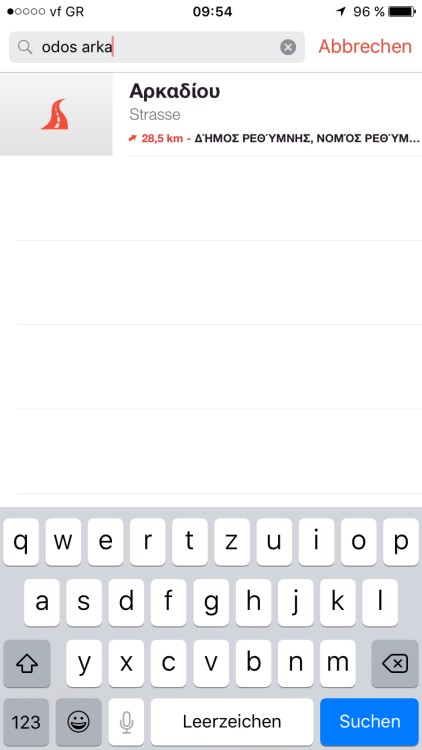 vf GR 09:54 96 %
odos arka Abbrechen
Αρκαδίου
Strasse
28,5 km - ΔΉΜΟΣ ΡΕΘΎΜΝΗΣ, ΝΟΜΌΣ ΡΕΘΎΜ...
q w e r t z u i o p
a s d f g h j k l
y x c v b n m
123 Leerzeichen Suchen